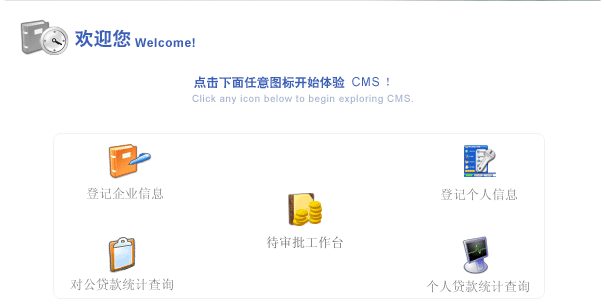 欢迎您 Welcome!
点击下面任意图标开始体验 CMS !
Click any icon below to begin exploring CMS.
登记企业信息
登记个人信息
待审批工作台
对公贷款统计查询
个人贷款统计查询